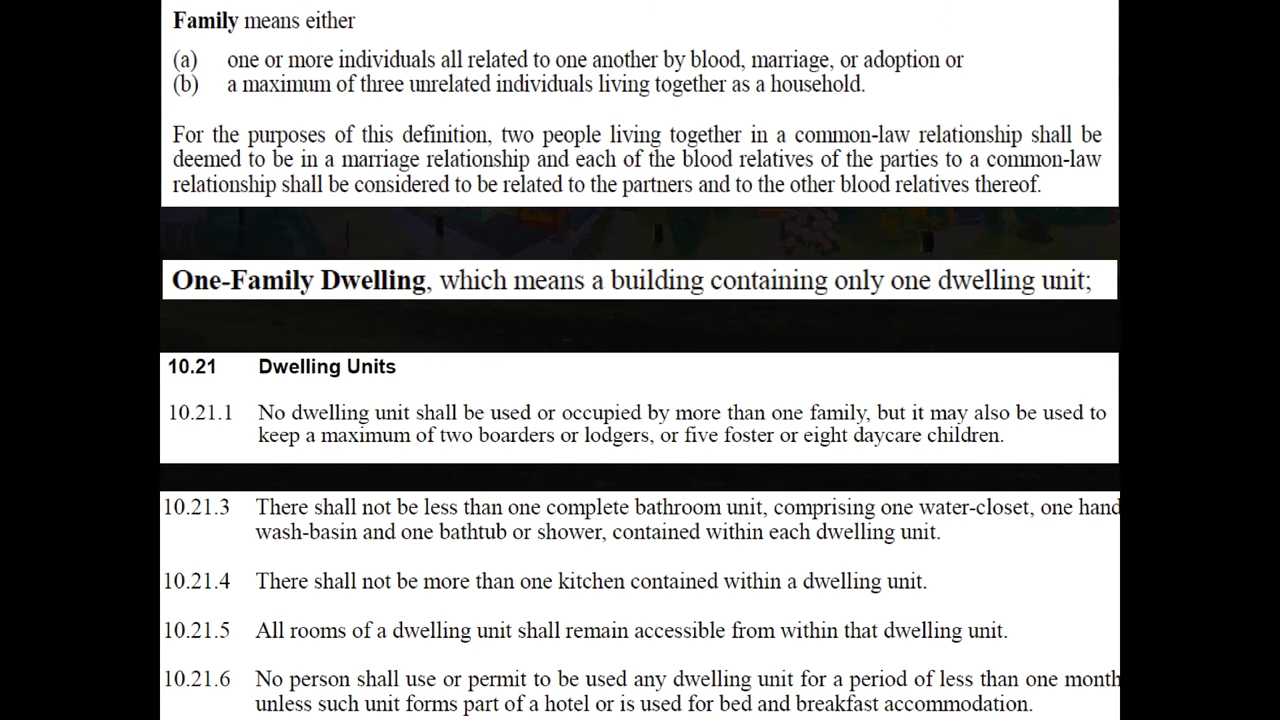 Family means either
(a) one or more individuals all related to one another by blood, marriage, or adoption or
(b) a maximum of three unrelated individuals living together as a household.
For the purposes of this definition, two people living together in a common-law relationship shall be
deemed to be in a marriage relationship and each of the blood relatives of the parties to a common-law
relationship shall be considered to be related to the partners and to the other blood relatives thereof.
One-Family Dwelling, which means a building containing only one dwelling unit;
10.21 Dwelling Units
10.21.1 No dwelling unit shall be used or occupied by more than one family, but it may also be used to
keep a maximum of two boarders or lodgers, or five foster or eight daycare children.
10.21.3 There shall not be less than one complete bathroom unit, comprising one water-closet, one hand
wash-basin and one bathtub or shower, contained within each dwelling unit.
10.21.4 There shall not be more than one kitchen contained within a dwelling unit.
10.21.5 All rooms of a dwelling unit shall remain accessible from within that dwelling unit.
10.21.6 No person shall use or permit to be used any dwelling unit for a period of less than one month
unless such unit forms part of a hotel or is used for bed and breakfast accommodation.